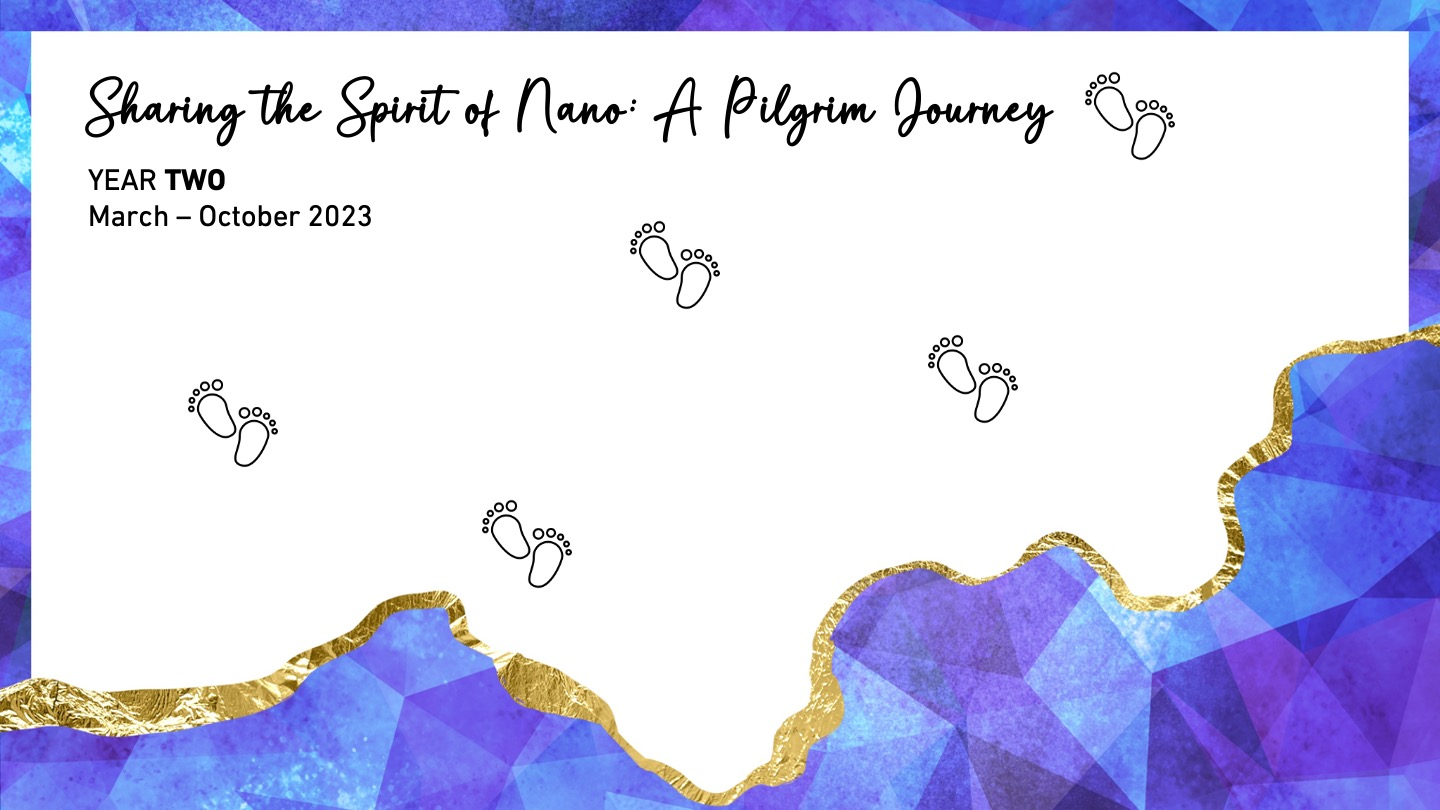 Sharing the Spirit of Nano: A Pilgrim Journey
YEAR TWO
March – October 2023